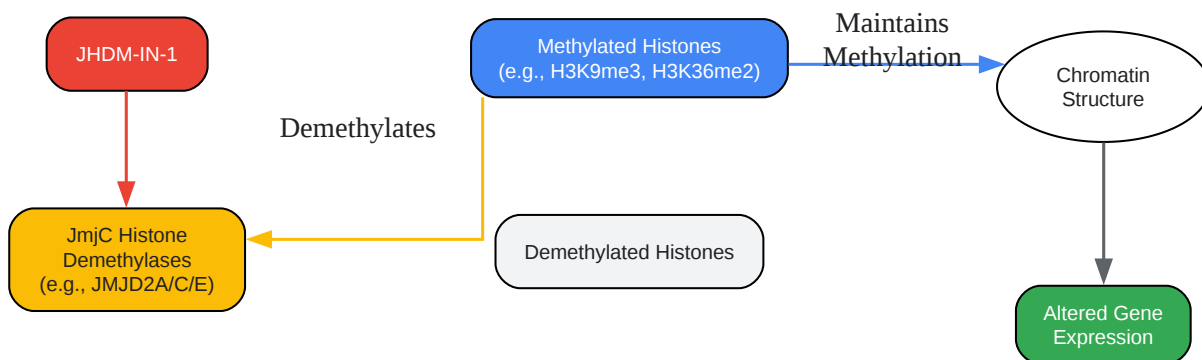 JHDM-IN-1
Methylated Histones
(e.g., H3K9me3, H3K36me2)
Maintains
Methylation
Chromatin
Structure
Demethylates
JmjC Histone
Demethylases
(e.g., JMJD2A/C/E)
Demethylated Histones
Altered Gene
Expression